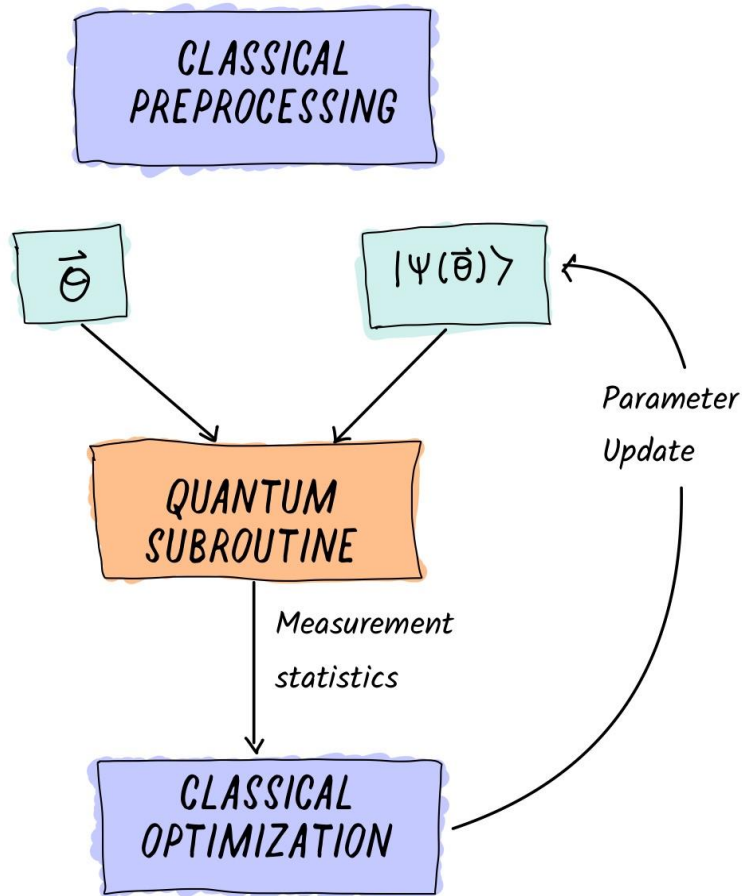 CLASSICAL
PREPROCESSING
θ⃗
|Ψ(θ⃗)⟩
Parameter
Update
QUANTUM
SUBROUTINE
Measurement
statistics
CLASSICAL
OPTIMIZATION